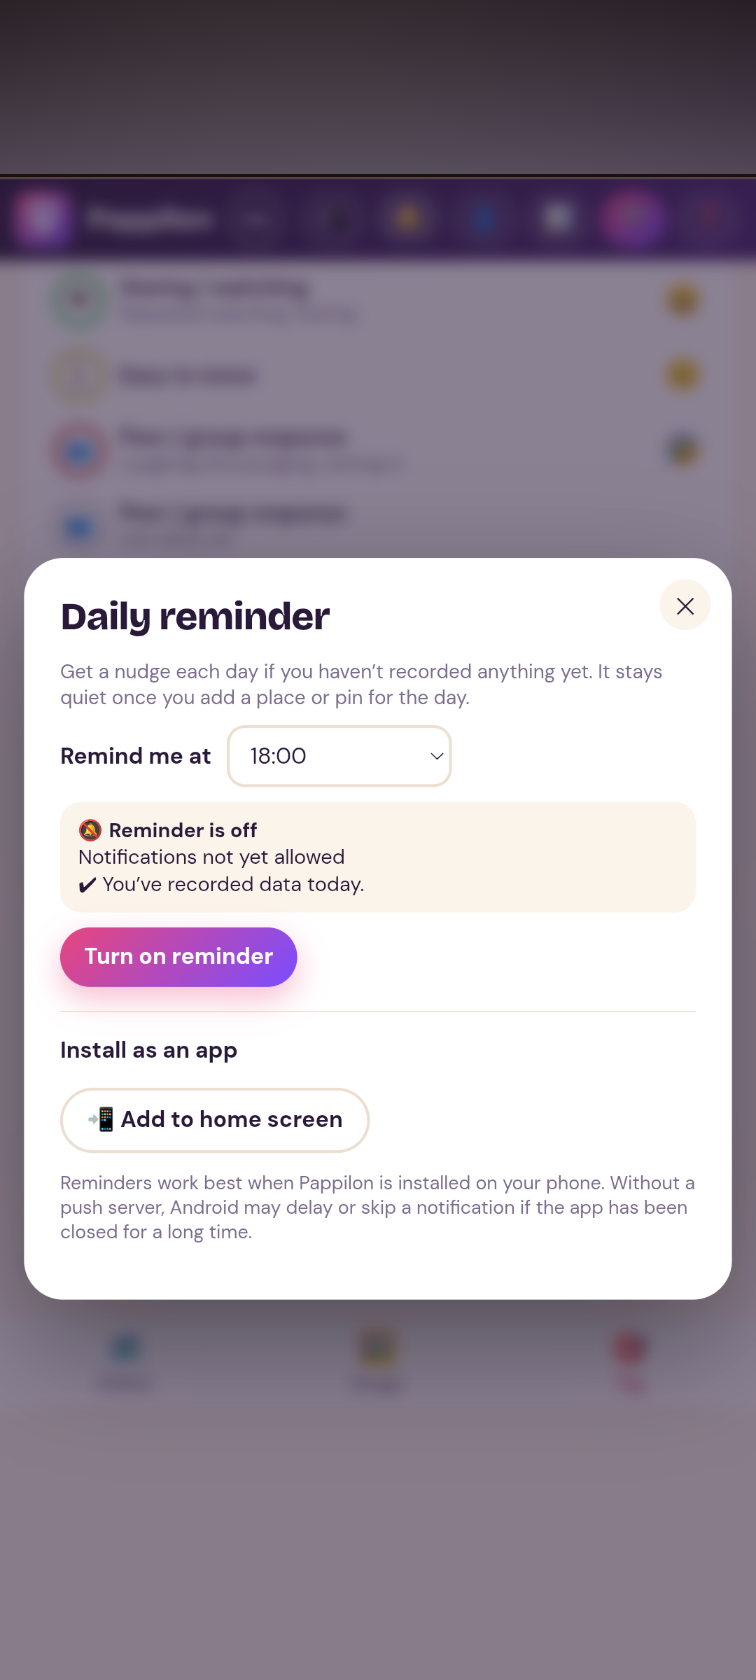 Pappilon
Daily reminder
Get a nudge each day if you haven’t recorded anything yet. It stays
quiet once you add a place or pin for the day.
Remind me at 18:00
Reminder is off
Notifications not yet allowed
✔ You’ve recorded data today.
Turn on reminder
Install as an app
Add to home screen
Reminders work best when Pappilon is installed on your phone. Without a
push server, Android may delay or skip a notification if the app has been
closed for a long time.